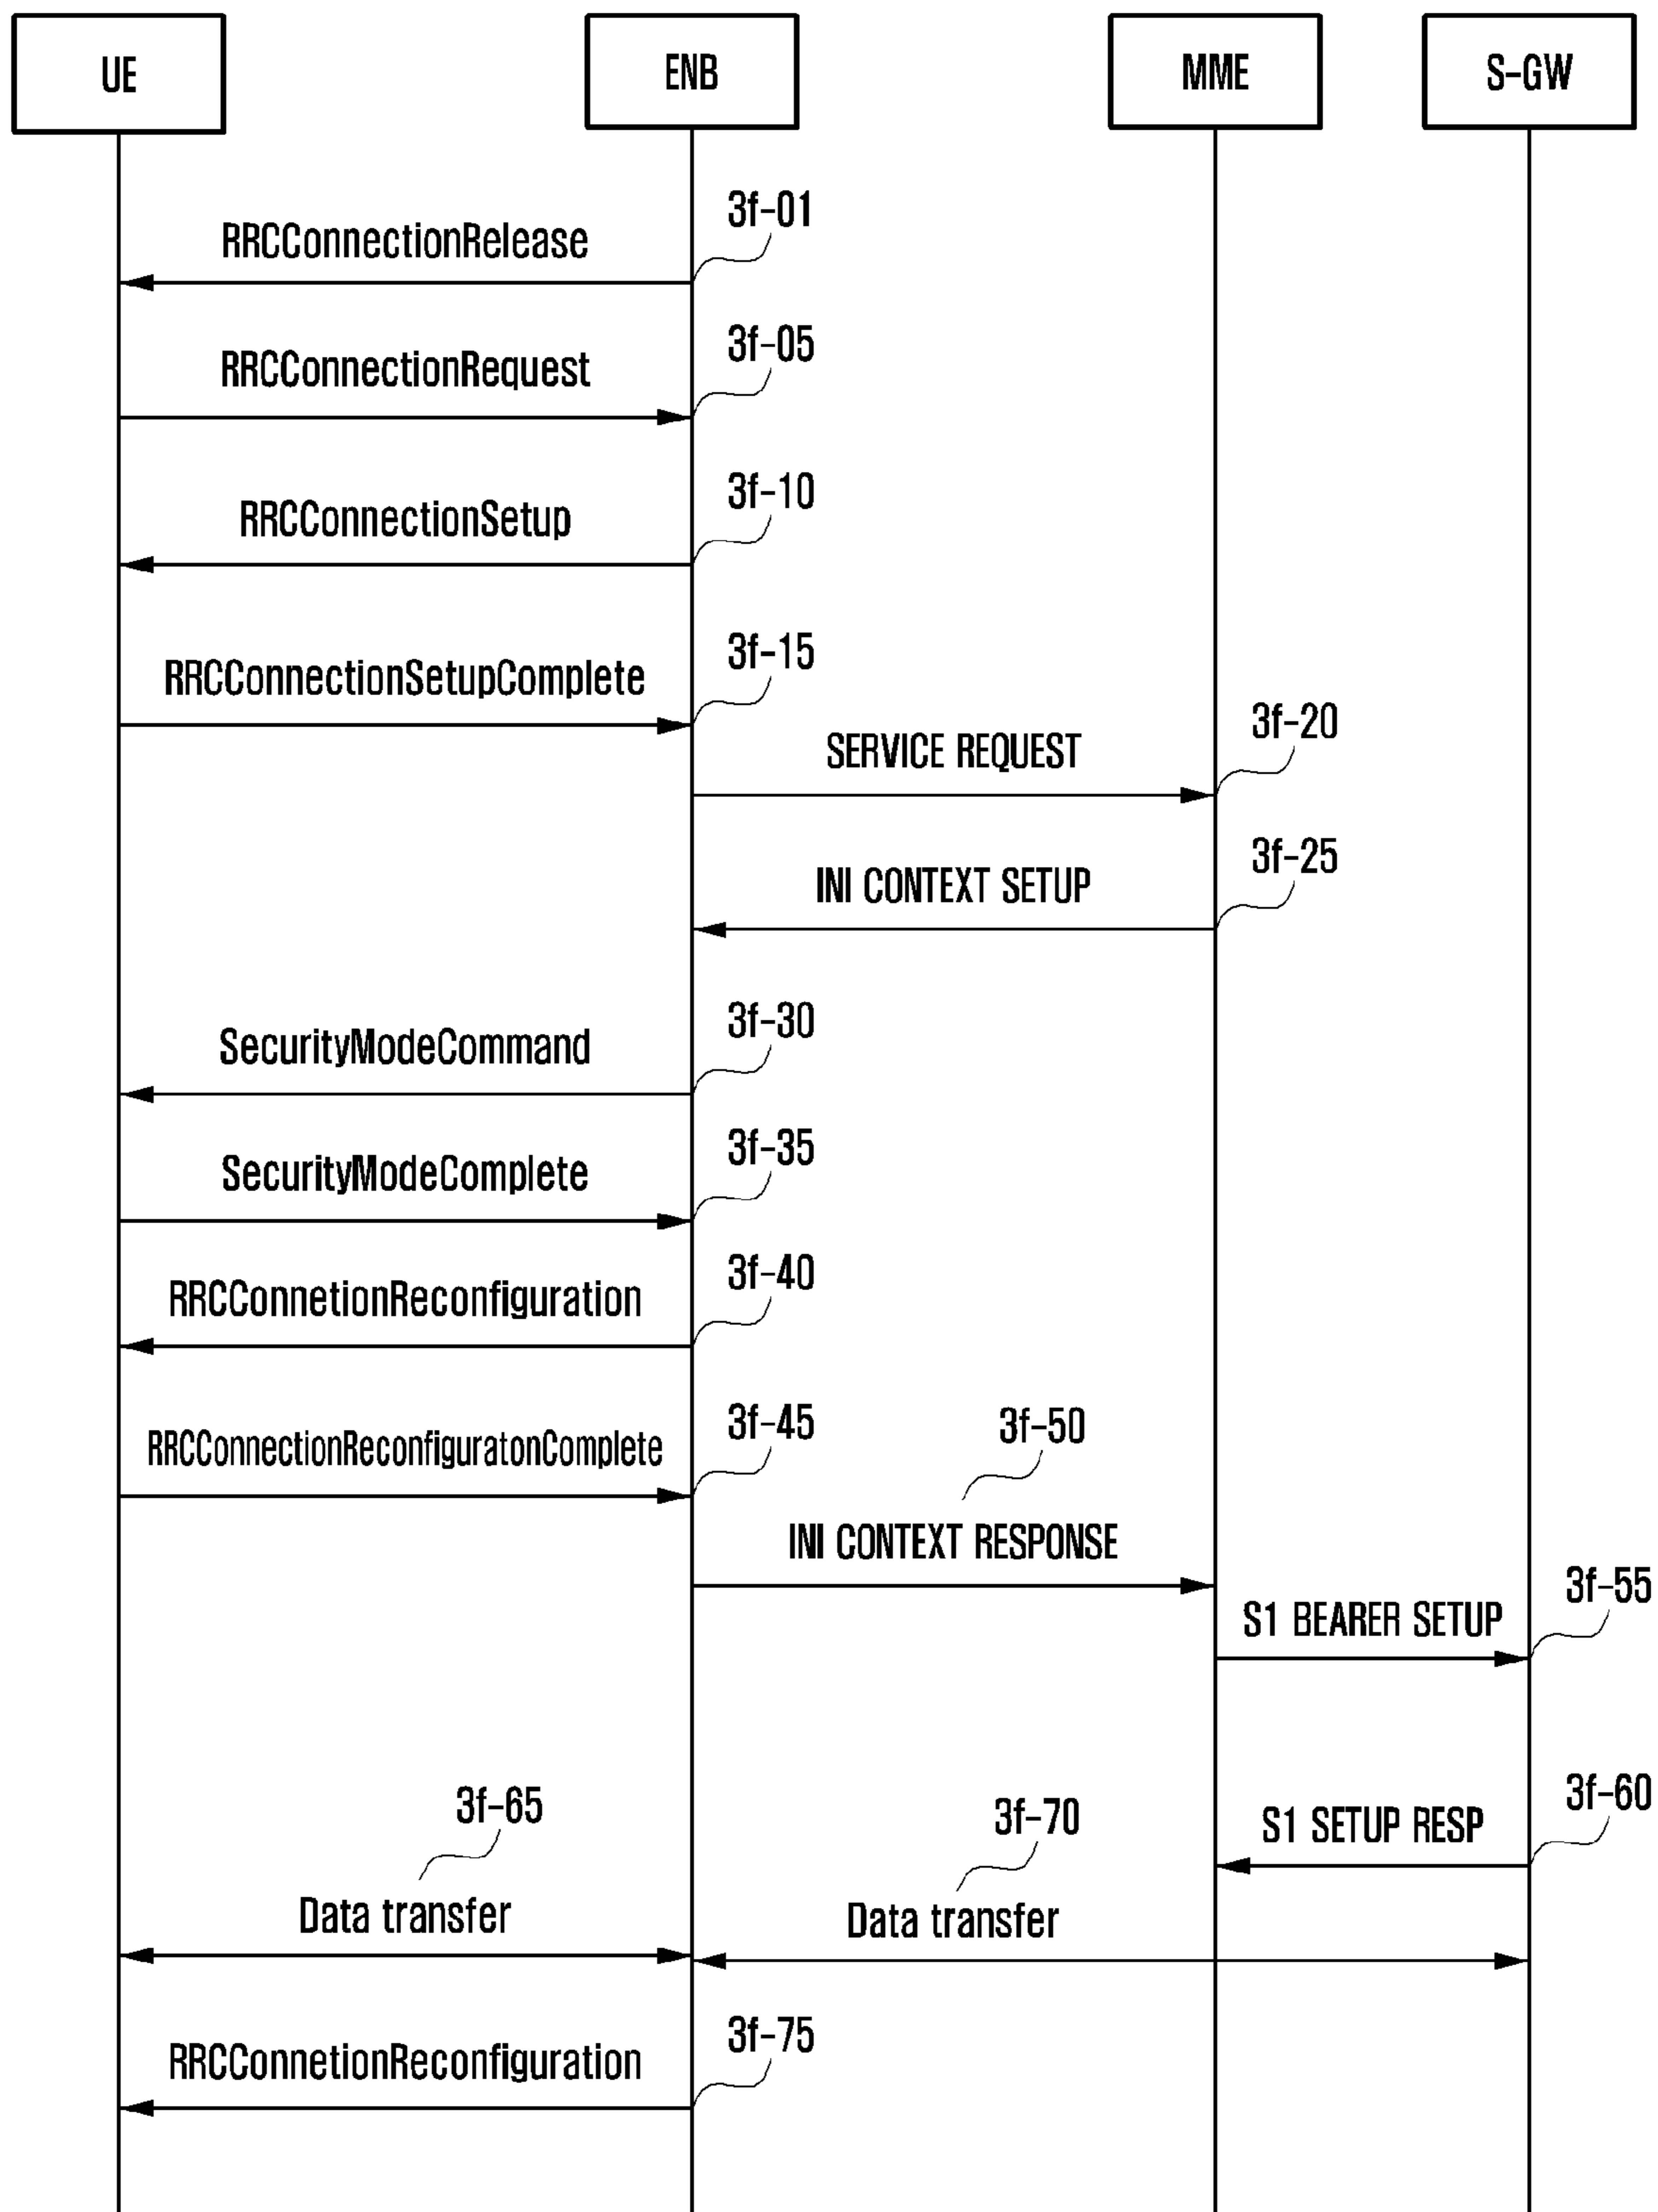 UE
ENB
MME
S-GW
3f-01
RRCConnectionRelease
3f-05
RRCConnectionRequest
3f-10
RRCConnectionSetup
3f-15
RRCConnectionSetupComplete
3f-20
SERVICE REQUEST
3f-25
INI CONTEXT SETUP
3f-30
SecurityModeCommand
3f-35
SecurityModeComplete
3f-40
RRCConnetionReconfiguration
3f-45
RRCConnectionReconfiguratonComplete
3f-50
INI CONTEXT RESPONSE
3f-55
S1 BEARER SETUP
3f-60
S1 SETUP RESP
3f-65
Data transfer
3f-70
Data transfer
3f-75
RRCConnetionReconfiguration